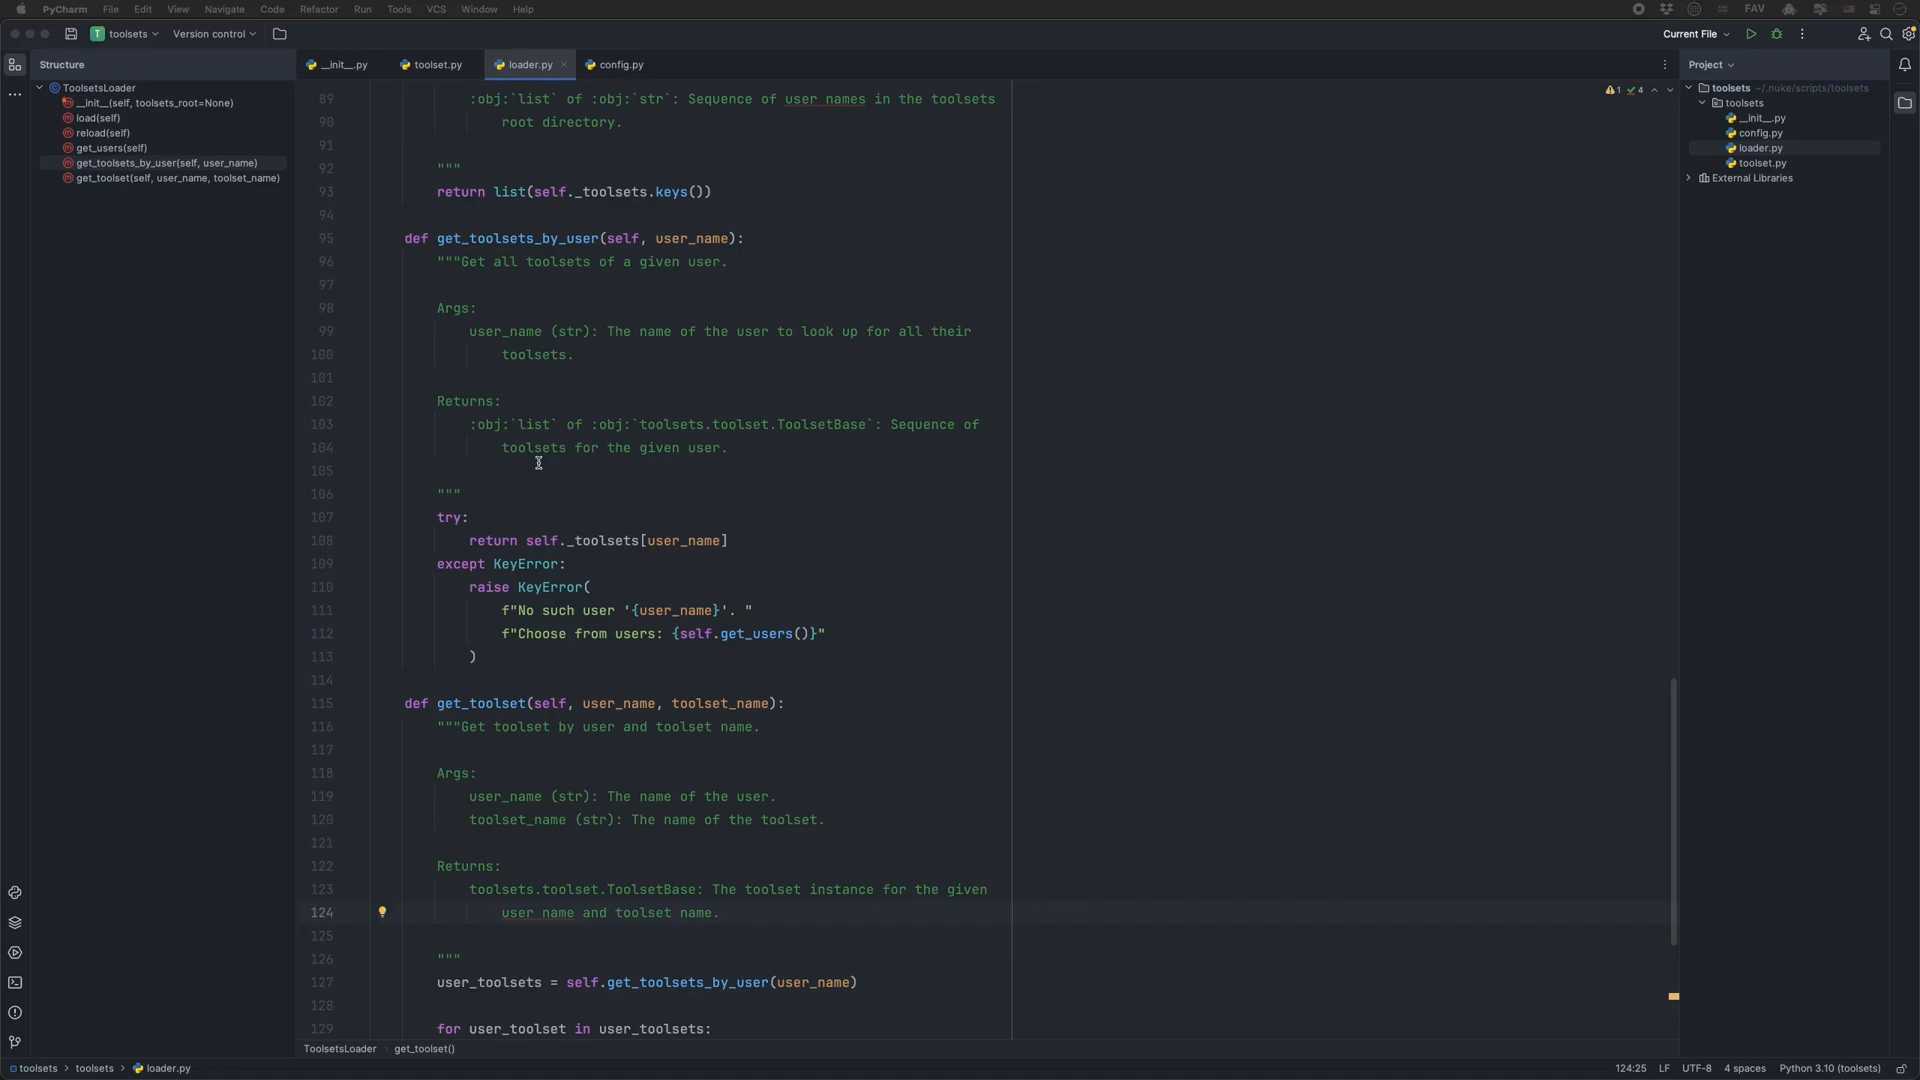 PyCharm File Edit View Navigate Code Refactor Run Tools VCS Window Help FAV
T toolsets Version control Current File
Structure
__init__.py toolset.py loader.py config.py
Project
ToolsetsLoader
__init__(self, toolsets_root=None)
load(self)
reload(self)
get_users(self)
get_toolsets_by_user(self, user_name)
get_toolset(self, user_name, toolset_name)
89 :obj:`list` of :obj:`str`: Sequence of user names in the toolsets
90 root directory.
91
92 """
93 return list(self._toolsets.keys())
94
95 def get_toolsets_by_user(self, user_name):
96 """Get all toolsets of a given user.
97
98 Args:
99 user_name (str): The name of the user to look up for all their
100 toolsets.
101
102 Returns:
103 :obj:`list` of :obj:`toolsets.toolset.ToolsetBase`: Sequence of
104 toolsets for the given user.
105
106 """
107 try:
108 return self._toolsets[user_name]
109 except KeyError:
110 raise KeyError(
111 f"No such user '{user_name}'. "
112 f"Choose from users: {self.get_users()}"
113 )
114
115 def get_toolset(self, user_name, toolset_name):
116 """Get toolset by user and toolset name.
117
118 Args:
119 user_name (str): The name of the user.
120 toolset_name (str): The name of the toolset.
121
122 Returns:
123 toolsets.toolset.ToolsetBase: The toolset instance for the given
124 user name and toolset name.
125
126 """
127 user_toolsets = self.get_toolsets_by_user(user_name)
128
129 for user_toolset in user_toolsets:
1 4
toolsets ~/.nuke/scripts/toolsets
toolsets
__init__.py
config.py
loader.py
toolset.py
External Libraries
ToolsetsLoader get_toolset()
toolsets > toolsets > loader.py 124:25 LF UTF-8 4 spaces Python 3.10 (toolsets)